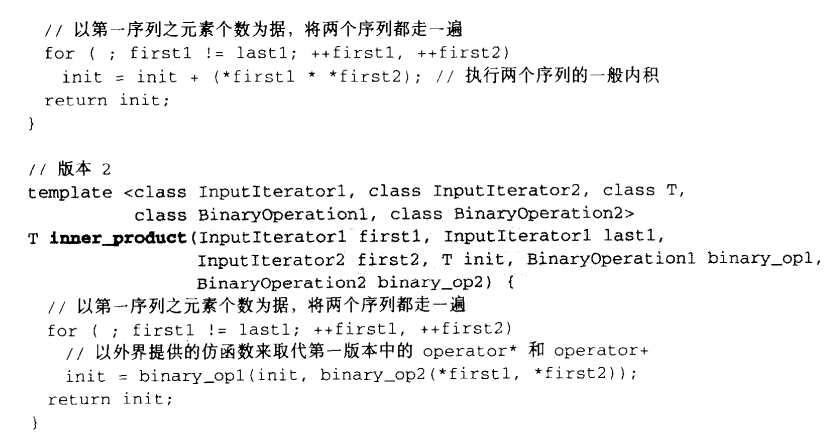 // 以第一序列之元素个数为据，将两个序列都走一遍
for ( ; first1 != last1; ++first1, ++first2)
init = init + (*first1 * *first2); // 执行两个序列的一般内积
return init;
}
// 版本 2
template <class InputIterator1, class InputIterator2, class T,
class BinaryOperation1, class BinaryOperation2>
T inner_product(InputIterator1 first1, InputIterator1 last1,
InputIterator2 first2, T init, BinaryOperation1 binary_op1,
BinaryOperation2 binary_op2) {
// 以第一序列之元素个数为据，将两个序列都走一遍
for ( ; first1 != last1; ++first1, ++first2)
// 以外界提供的仿函数来取代第一版本中的 operator* 和 operator+
init = binary_op1(init, binary_op2(*first1, *first2));
return init;
}